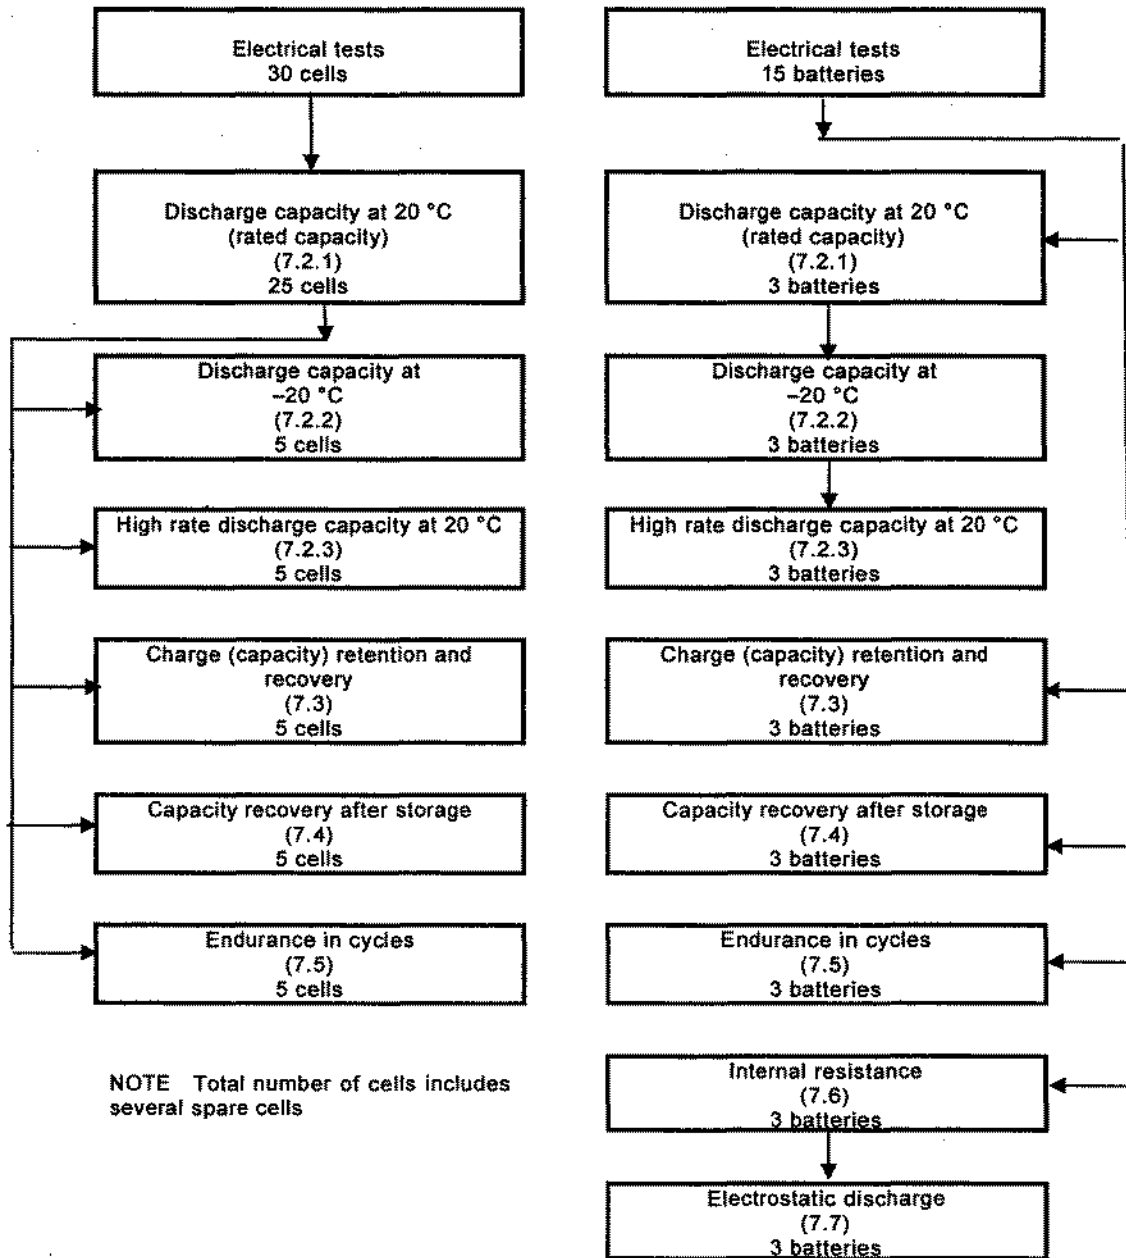 Electrical tests
30 cells
Electrical tests
15 batteries
Discharge capacity at 20 °C
(rated capacity)
(7.2.1)
25 cells
Discharge capacity at 20 °C
(rated capacity)
(7.2.1)
3 batteries
Discharge capacity at
–20 °C
(7.2.2)
5 cells
Discharge capacity at
–20 °C
(7.2.2)
3 batteries
High rate discharge capacity at 20 °C
(7.2.3)
5 cells
High rate discharge capacity at 20 °C
(7.2.3)
3 batteries
Charge (capacity) retention and
recovery
(7.3)
5 cells
Charge (capacity) retention and
recovery
(7.3)
3 batteries
Capacity recovery after storage
(7.4)
5 cells
Capacity recovery after storage
(7.4)
3 batteries
Endurance in cycles
(7.5)
5 cells
Endurance in cycles
(7.5)
3 batteries
NOTE Total number of cells includes
several spare cells
Internal resistance
(7.6)
3 batteries
Electrostatic discharge
(7.7)
3 batteries